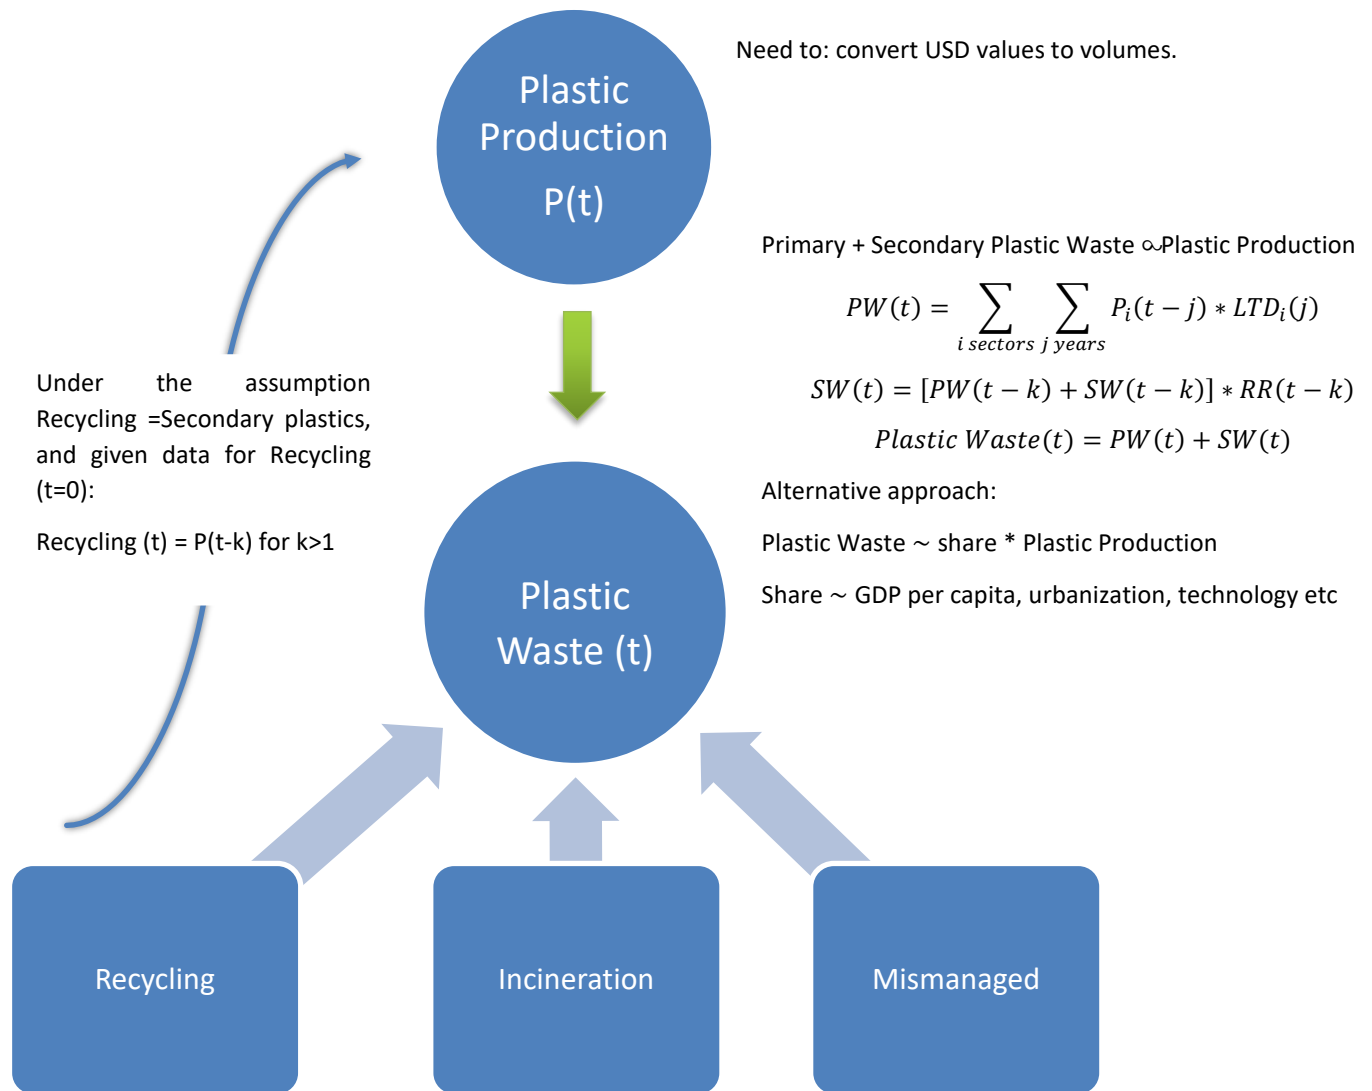 Plastic
Production
P(t)
Need to: convert USD values to volumes.
Primary + Secondary Plastic Waste ∝Plastic Production
PW(t) = ∑ ∑ P_i(t − j) * LTD_i(j)
i sectors j years
SW(t) = [PW(t − k) + SW(t − k)] * RR(t − k)
Plastic Waste(t) = PW(t) + SW(t)
Alternative approach:
Plastic Waste ~ share * Plastic Production
Share ~ GDP per capita, urbanization, technology etc
Under the assumption
Recycling =Secondary plastics,
and given data for Recycling
(t=0):
Recycling (t) = P(t-k) for k>1
Plastic
Waste (t)
Recycling
Incineration
Mismanaged